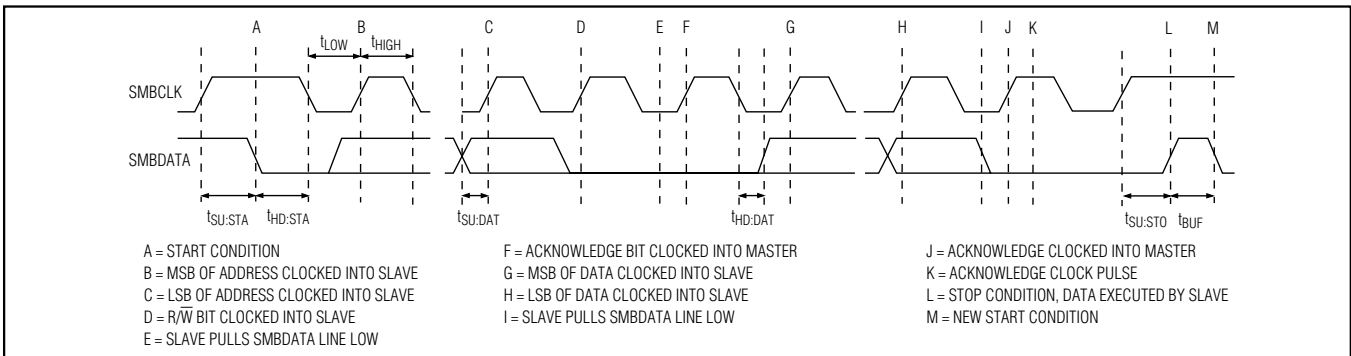 A B C D E F G H I J K L M
tLOW tHIGH
SMBCLK
SMBDATA
tSU:STA tHD:STA tSU:DAT tHD:DAT tSU:STO tBUF
A = START CONDITION
B = MSB OF ADDRESS CLOCKED INTO SLAVE
C = LSB OF ADDRESS CLOCKED INTO SLAVE
D = R/W̅ BIT CLOCKED INTO SLAVE
E = SLAVE PULLS SMBDATA LINE LOW
F = ACKNOWLEDGE BIT CLOCKED INTO MASTER
G = MSB OF DATA CLOCKED INTO SLAVE
H = LSB OF DATA CLOCKED INTO SLAVE
I = SLAVE PULLS SMBDATA LINE LOW
J = ACKNOWLEDGE CLOCKED INTO MASTER
K = ACKNOWLEDGE CLOCK PULSE
L = STOP CONDITION, DATA EXECUTED BY SLAVE
M = NEW START CONDITION